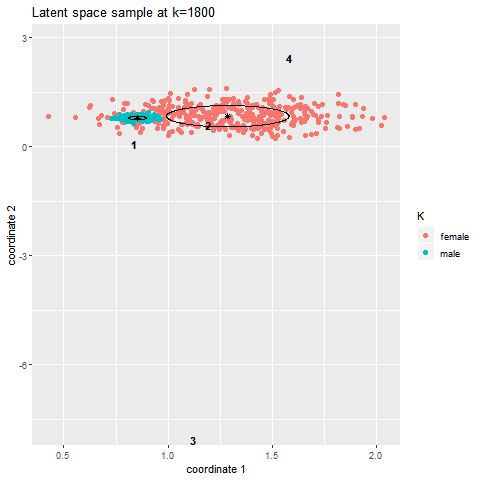 Latent space sample at k=1800
3
4
0
1
2
-3
-6
3
coordinate 2
0.5
1.0
1.5
2.0
coordinate 1
K
female
male